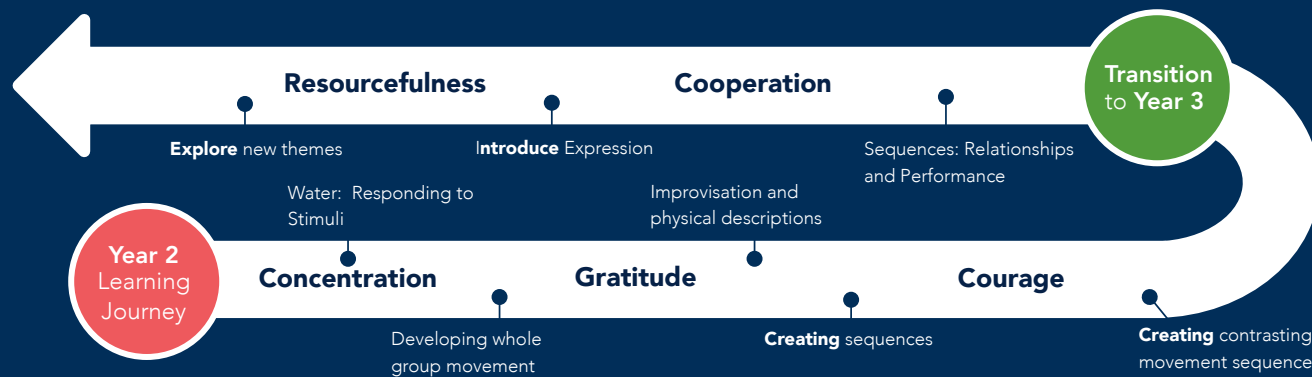 Resourcefulness
Cooperation
Transition
to Year 3
Explore new themes
Introduce Expression
Sequences: Relationships
and Performance
Water: Responding to
Stimuli
Improvisation and
physical descriptions
Year 2
Learning
Journey
Concentration
Gratitude
Courage
Developing whole
group movement
Creating sequences
Creating contrasting
movement sequence